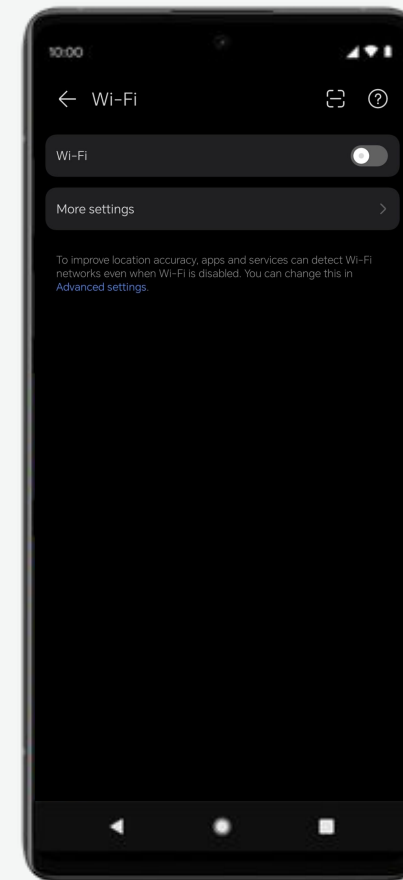 10:00
Wi-Fi
Wi-Fi
More settings
To improve location accuracy, apps and services can detect Wi-Fi
networks even when Wi-Fi is disabled. You can change this in
Advanced settings.